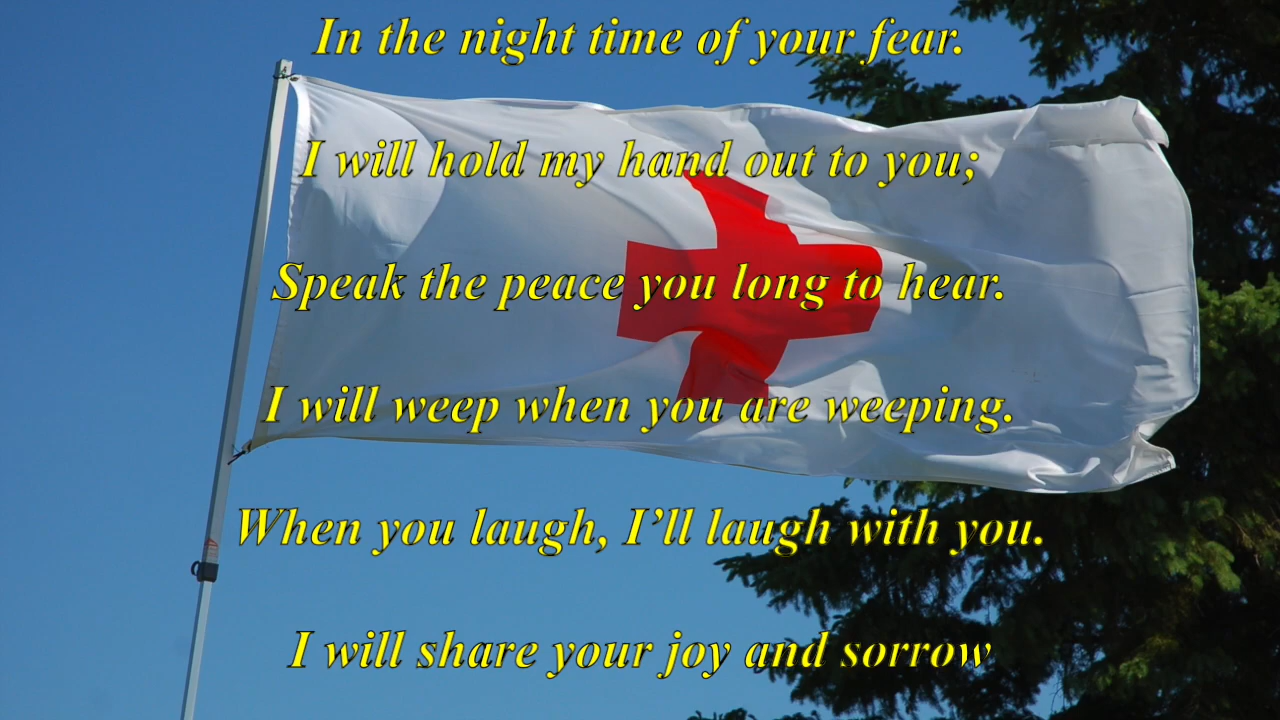 In the night time of your fear.
I will hold my hand out to you;
Speak the peace you long to hear.
I will weep when you are weeping.
When you laugh, I’ll laugh with you.
I will share your joy and sorrow